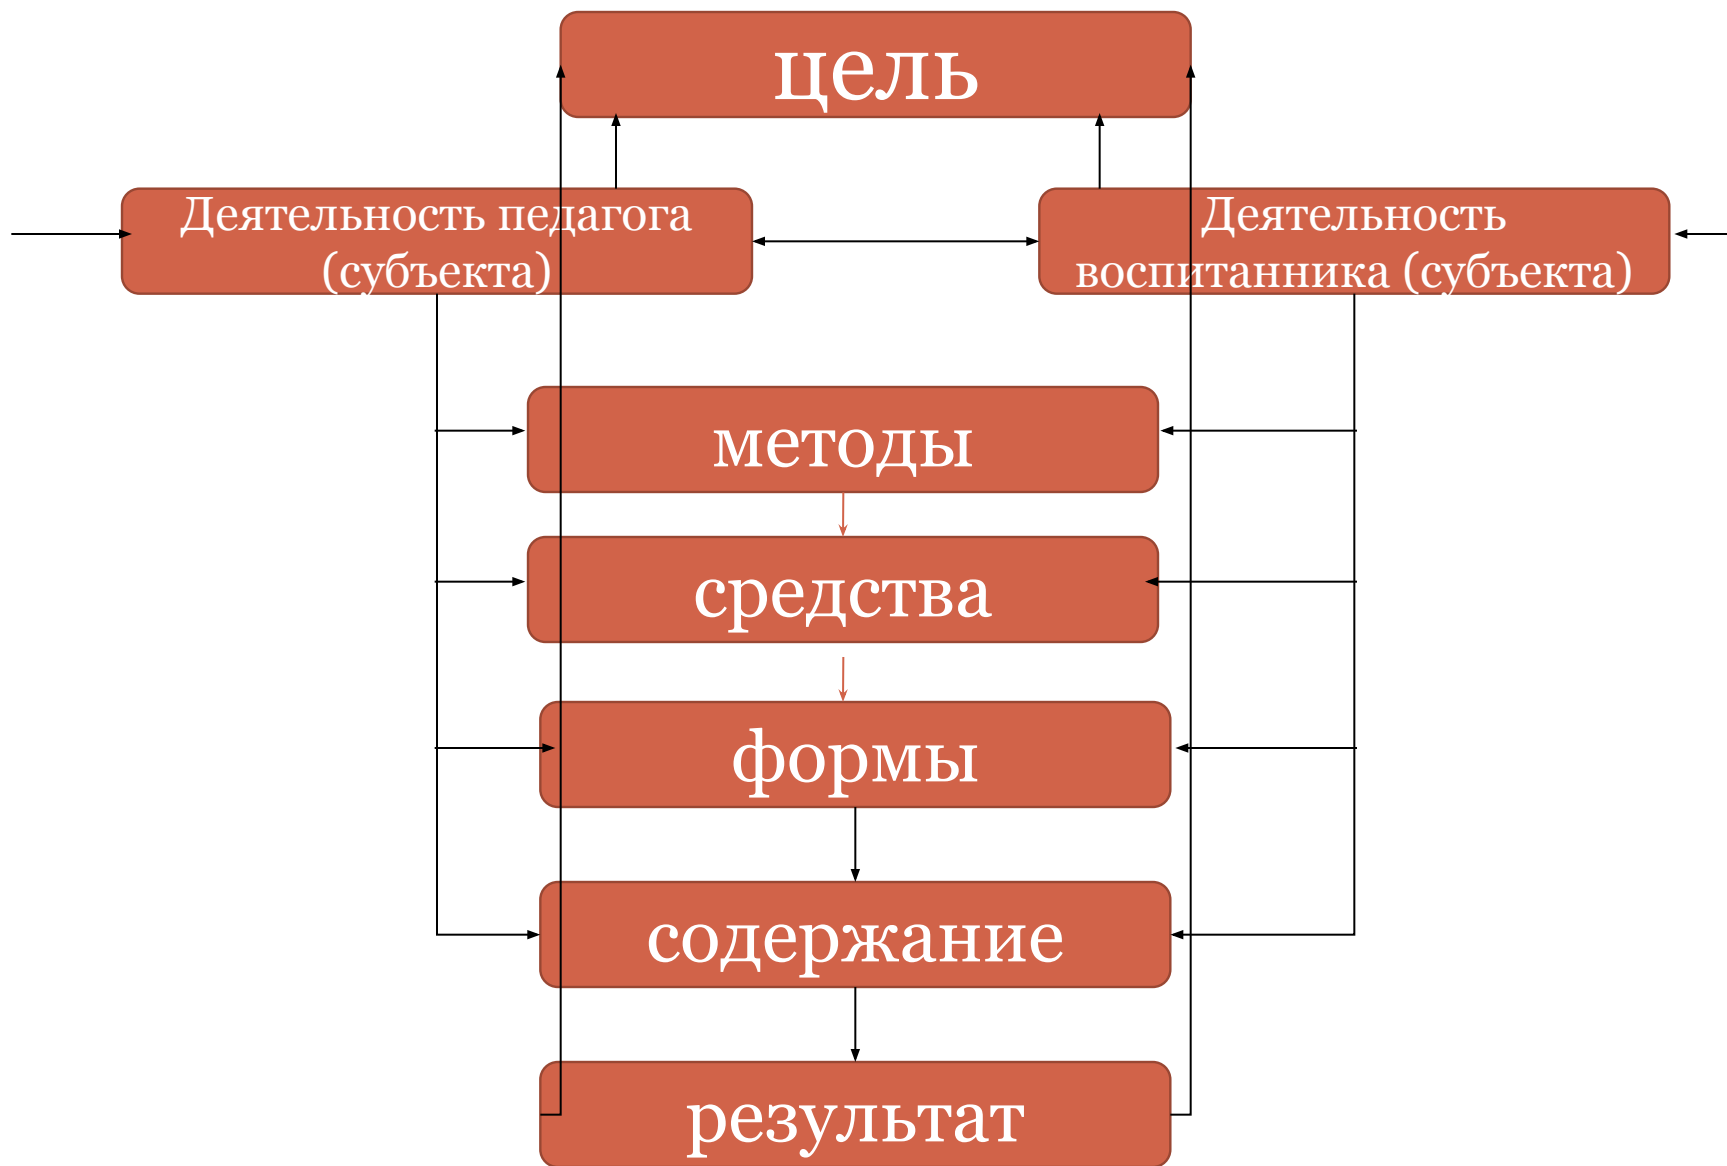 цель
Деятельность педагога
(субъекта)
Деятельность
воспитанника (субъекта)
методы
средства
формы
содержание
результат